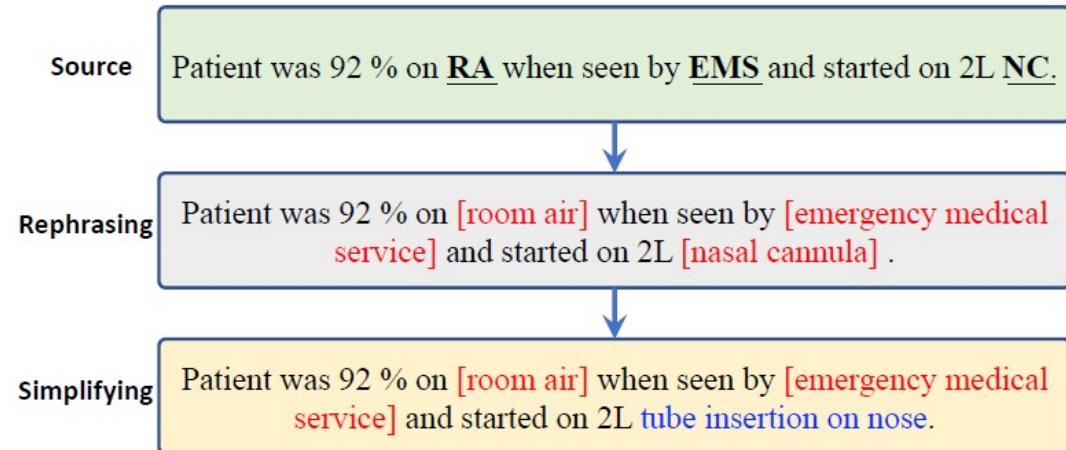 Source
Patient was 92 % on RA when seen by EMS and started on 2L NC.
Rephrasing
Patient was 92 % on [room air] when seen by [emergency medical
service] and started on 2L [nasal cannula] .
Simplifying
Patient was 92 % on [room air] when seen by [emergency medical
service] and started on 2L tube insertion on nose.